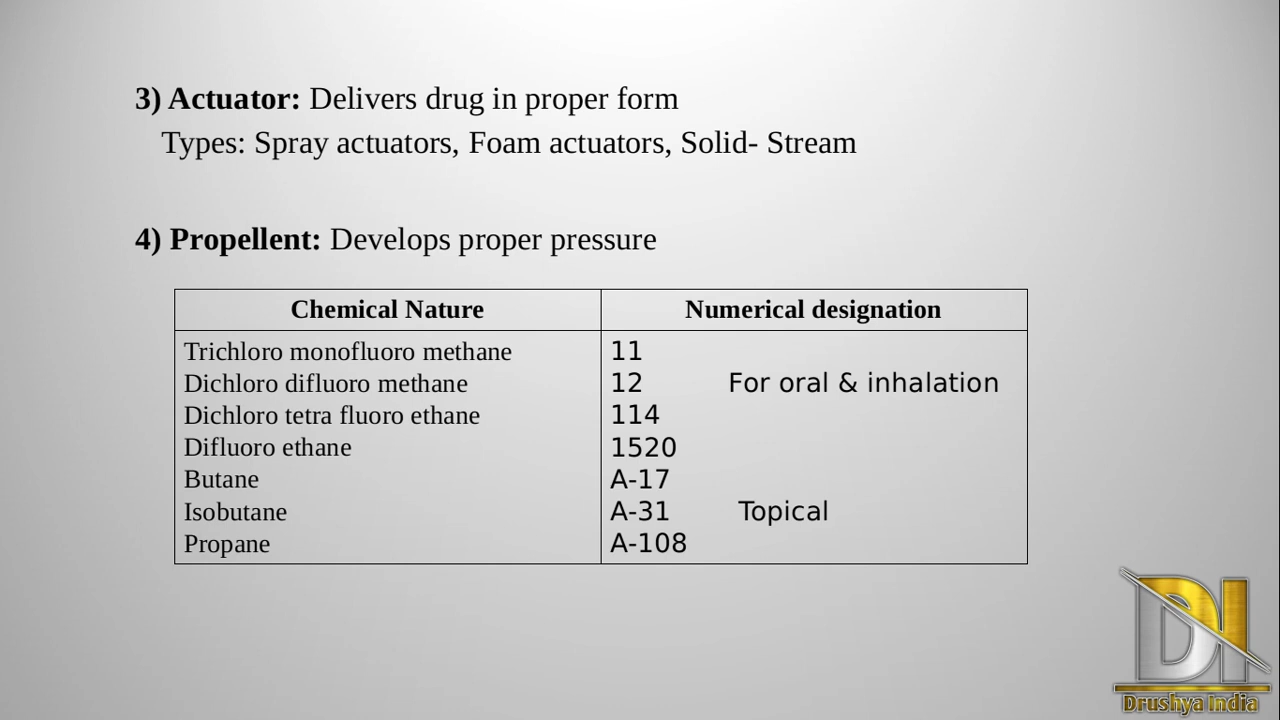 3) Actuator: Delivers drug in proper form
Types: Spray actuators, Foam actuators, Solid- Stream
4) Propellent: Develops proper pressure
Chemical Nature Numerical designation
Trichloro monofluoro methane 11
Dichloro difluoro methane 12 For oral & inhalation
Dichloro tetra fluoro ethane 114
Difluoro ethane 1520
Butane A-17
Isobutane A-31 Topical
Propane A-108
DI
Drushya India